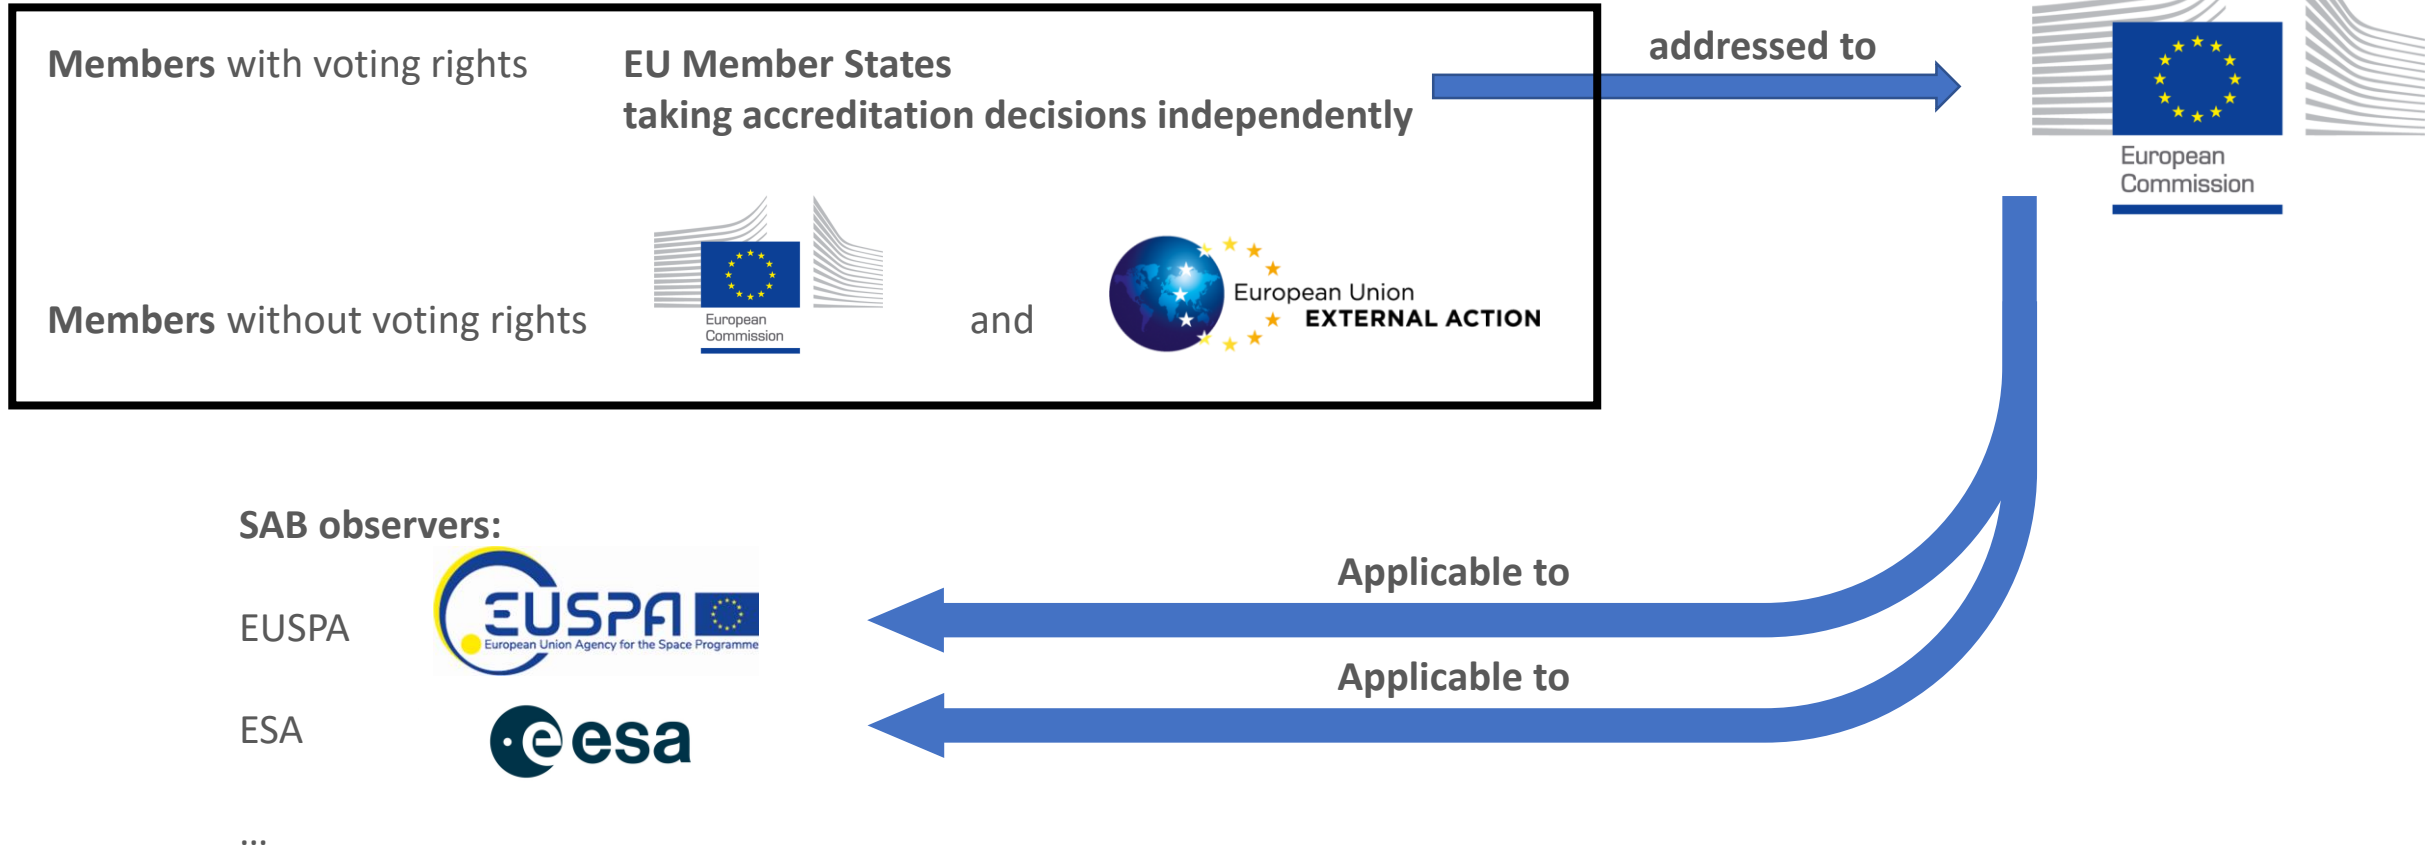 Members with voting rights
EU Member States
taking accreditation decisions independently
addressed to
European
Commission
Members without voting rights
European
Commission
and
European Union
EXTERNAL ACTION
SAB observers:
EUSPA
EUSPA
European Union Agency for the Space Programme
Applicable to
Applicable to
ESA
esa
...